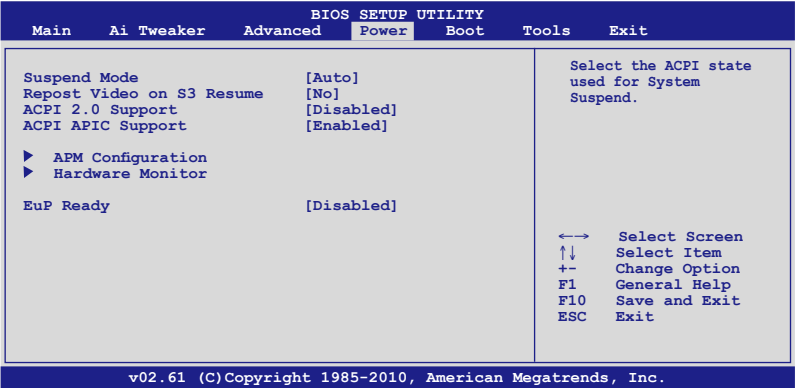 BIOS SETUP UTILITY
Main Ai Tweaker Advanced Power Boot Tools Exit
Suspend Mode [Auto]
Repost Video on S3 Resume [No]
ACPI 2.0 Support [Disabled]
ACPI APIC Support [Enabled]
APM Configuration
Hardware Monitor
EuP Ready [Disabled]
Select the ACPI state
used for System
Suspend.
←→ Select Screen
↑↓ Select Item
+- Change Option
F1 General Help
F10 Save and Exit
ESC Exit
v02.61 (C)Copyright 1985-2010, American Megatrends, Inc.